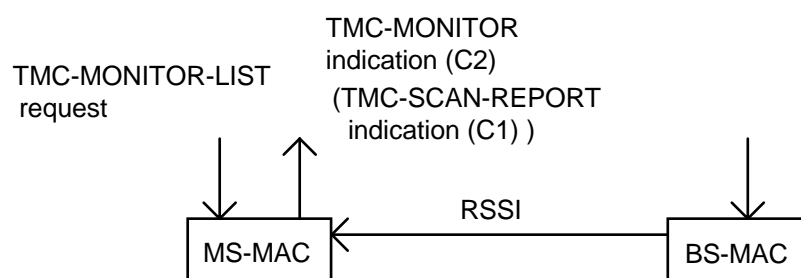 TMC-MONITOR
indication (C2)
TMC-MONITOR-LIST
request
(TMC-SCAN-REPORT
indication (C1) )
RSSI
MS-MAC
BS-MAC